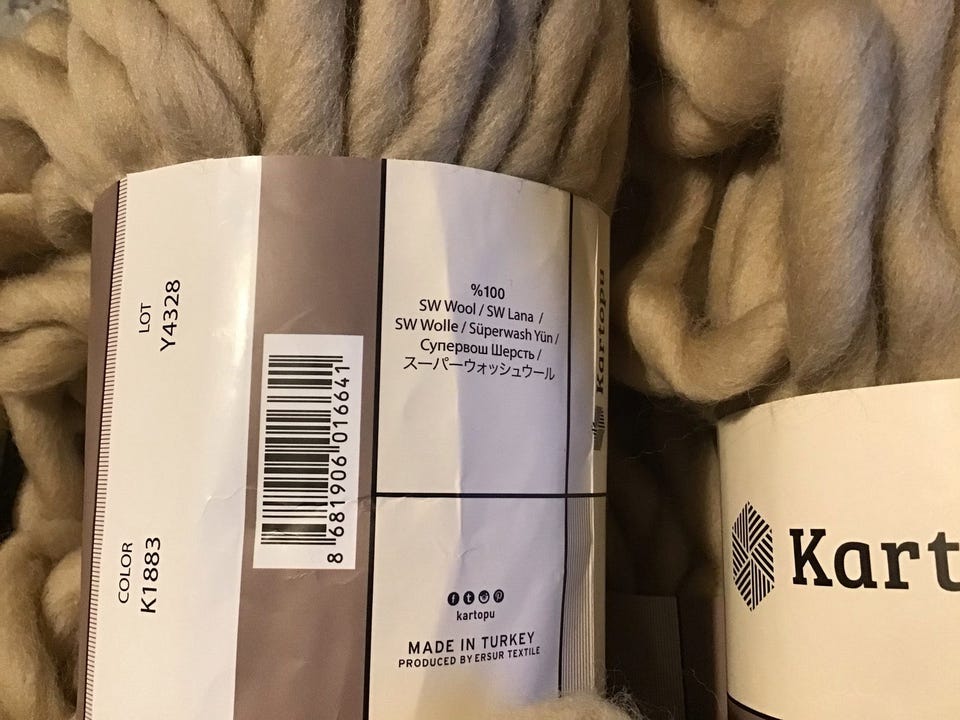 LOT
Y4328
COLOR
K1883
8 681906 016641
%100
SW Wool / SW Lana /
SW Wolle / Süperwash Yün /
Супервош Шерсть /
スーパーウォッシュウール
kartopu
MADE IN TURKEY
PRODUCED BY ERSUR TEXTILE
Kartopu
Kart